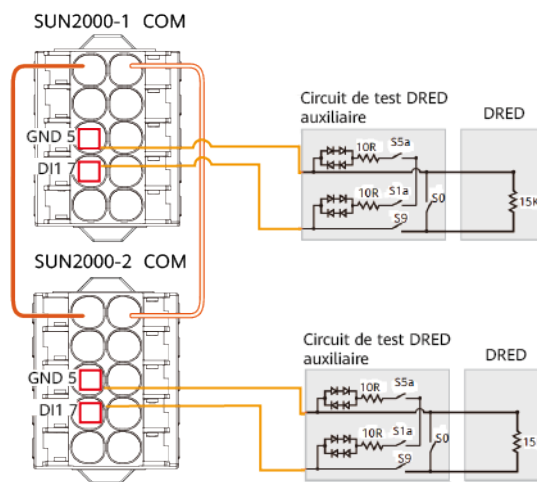 SUN2000-1 COM
Circuit de test DRED
auxiliaire
DRED
GND 5
DI1 7
10R
S5a
10R
S1a
S0
S9
15K
SUN2000-2 COM
Circuit de test DRED
auxiliaire
DRED
GND 5
DI1 7
10R
S5a
10R
S1a
S0
S9
15